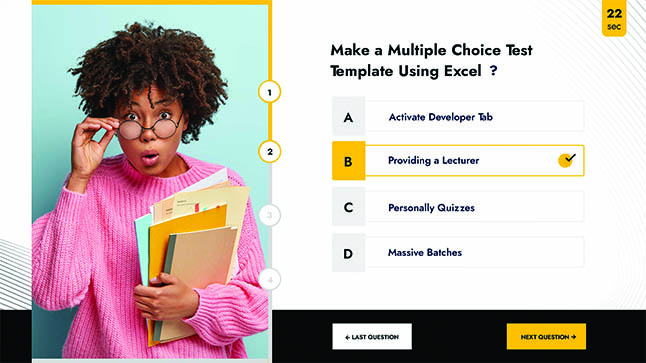 22
sec
Make a Multiple Choice Test
Template Using Excel ?
1
2
3
4
A Activate Developer Tab
B Providing a Lecturer
C Personally Quizzes
D Massive Batches
← LAST QUESTION
NEXT QUESTION →